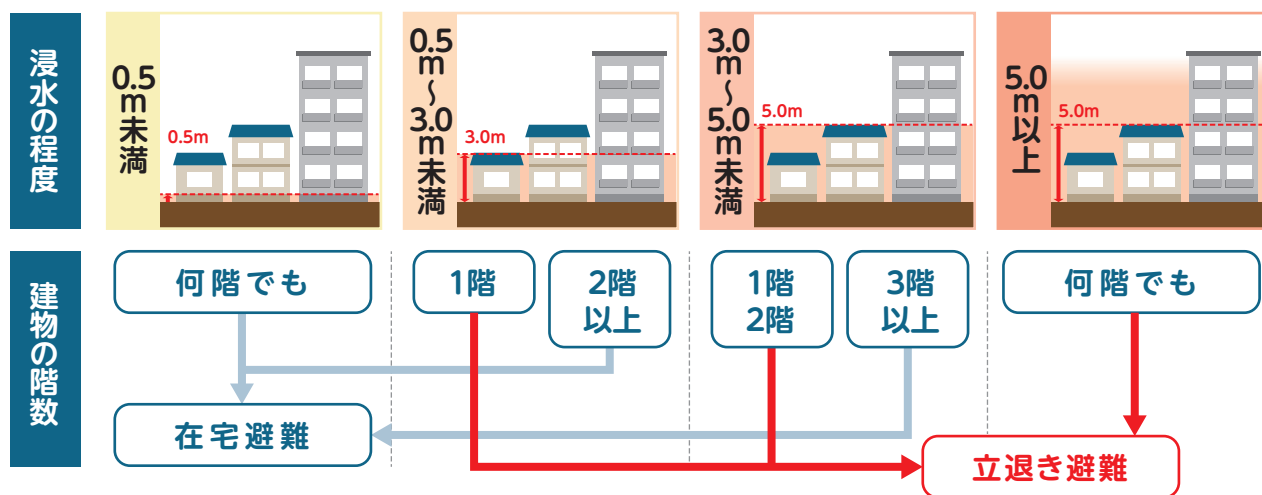 浸水の程度
0.5m未満
0.5m
0.5m～3.0m未満
3.0m
3.0m～5.0m未満
5.0m
5.0m以上
5.0m
建物の階数
何階でも
1階
2階
以上
1階
2階
3階
以上
何階でも
在宅避難
立退き避難